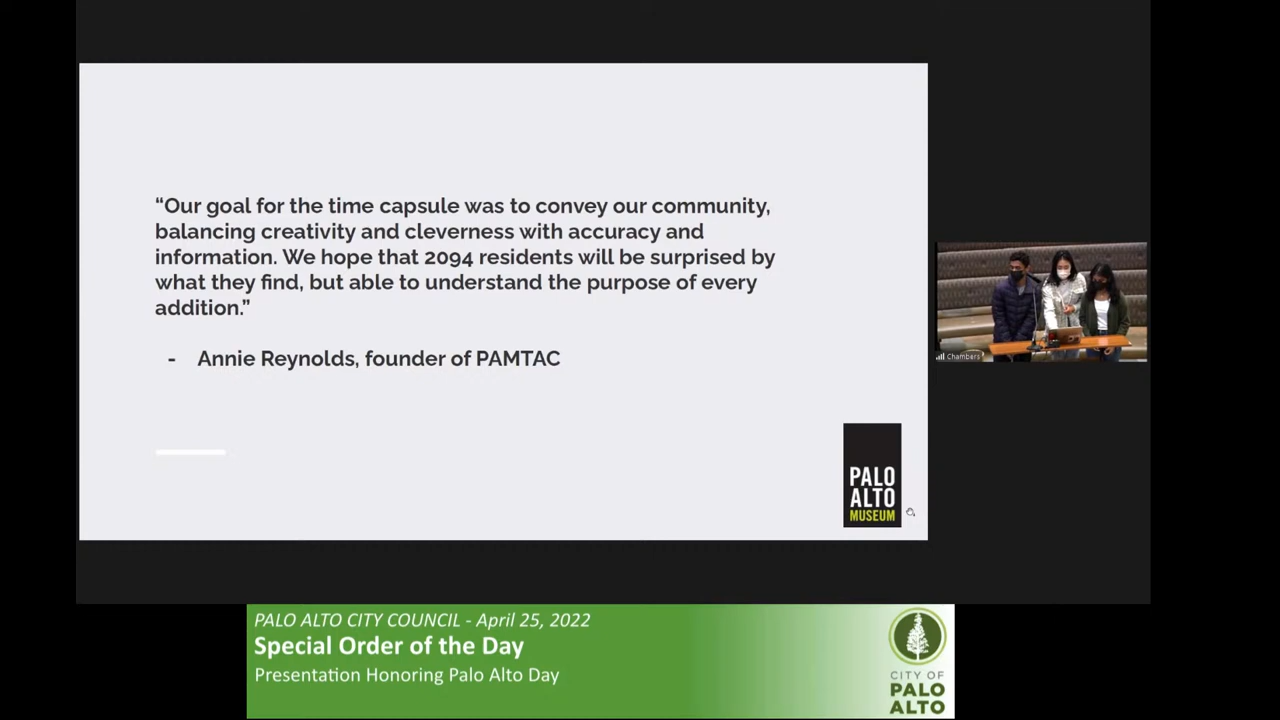 “Our goal for the time capsule was to convey our community,
balancing creativity and cleverness with accuracy and
information. We hope that 2094 residents will be surprised by
what they find, but able to understand the purpose of every
addition.”
- Annie Reynolds, founder of PAMTAC
PALO
ALTO
MUSEUM
Chambers
PALO ALTO CITY COUNCIL - April 25, 2022
Special Order of the Day
Presentation Honoring Palo Alto Day
CITY OF
PALO
ALTO